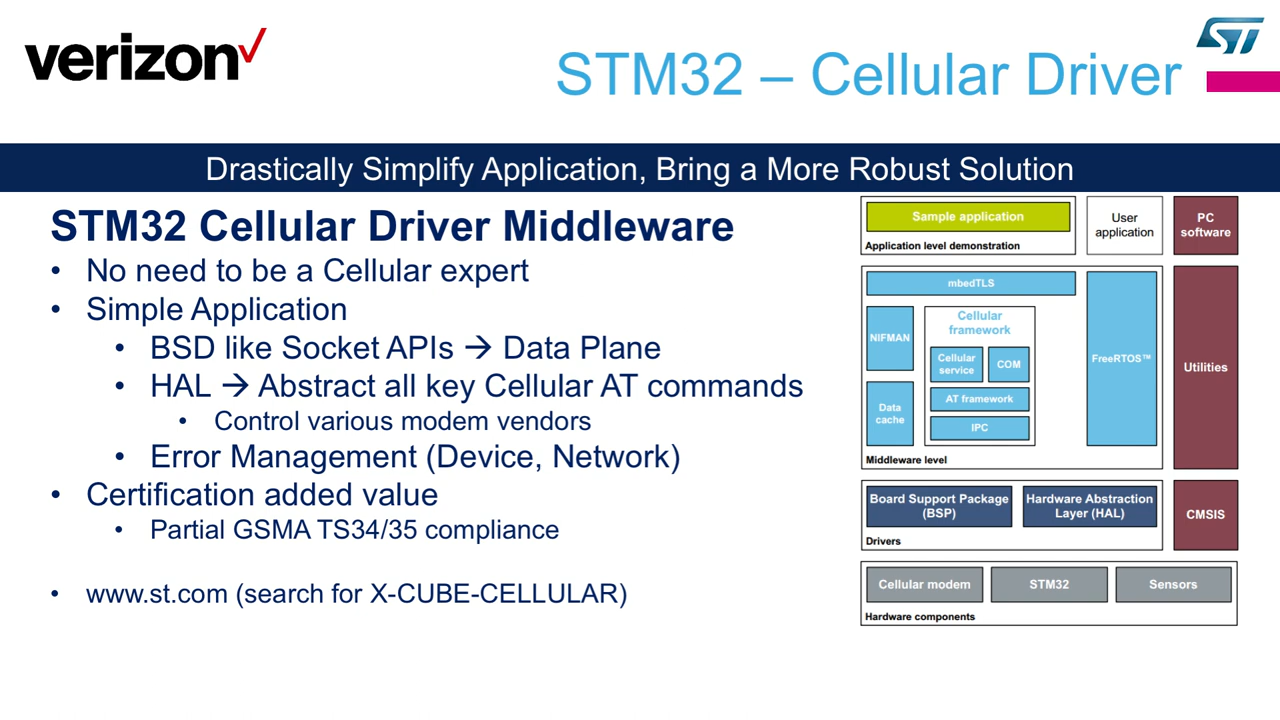 verizon✓
ST
STM32 – Cellular Driver
Drastically Simplify Application, Bring a More Robust Solution
STM32 Cellular Driver Middleware
• No need to be a Cellular expert
• Simple Application
• BSD like Socket APIs → Data Plane
• HAL → Abstract all key Cellular AT commands
• Control various modem vendors
• Error Management (Device, Network)
• Certification added value
• Partial GSMA TS34/35 compliance
• www.st.com (search for X-CUBE-CELLULAR)
Sample application
Application level demonstration
User
application
PC
software
mbedTLS
NIFMAN
Cellular
framework
Cellular
service
COM
AT framework
IPC
Data
cache
FreeRTOS™
Middleware level
Utilities
Board Support Package
(BSP)
Hardware Abstraction
Layer (HAL)
Drivers
CMSIS
Cellular modem
STM32
Sensors
Hardware components